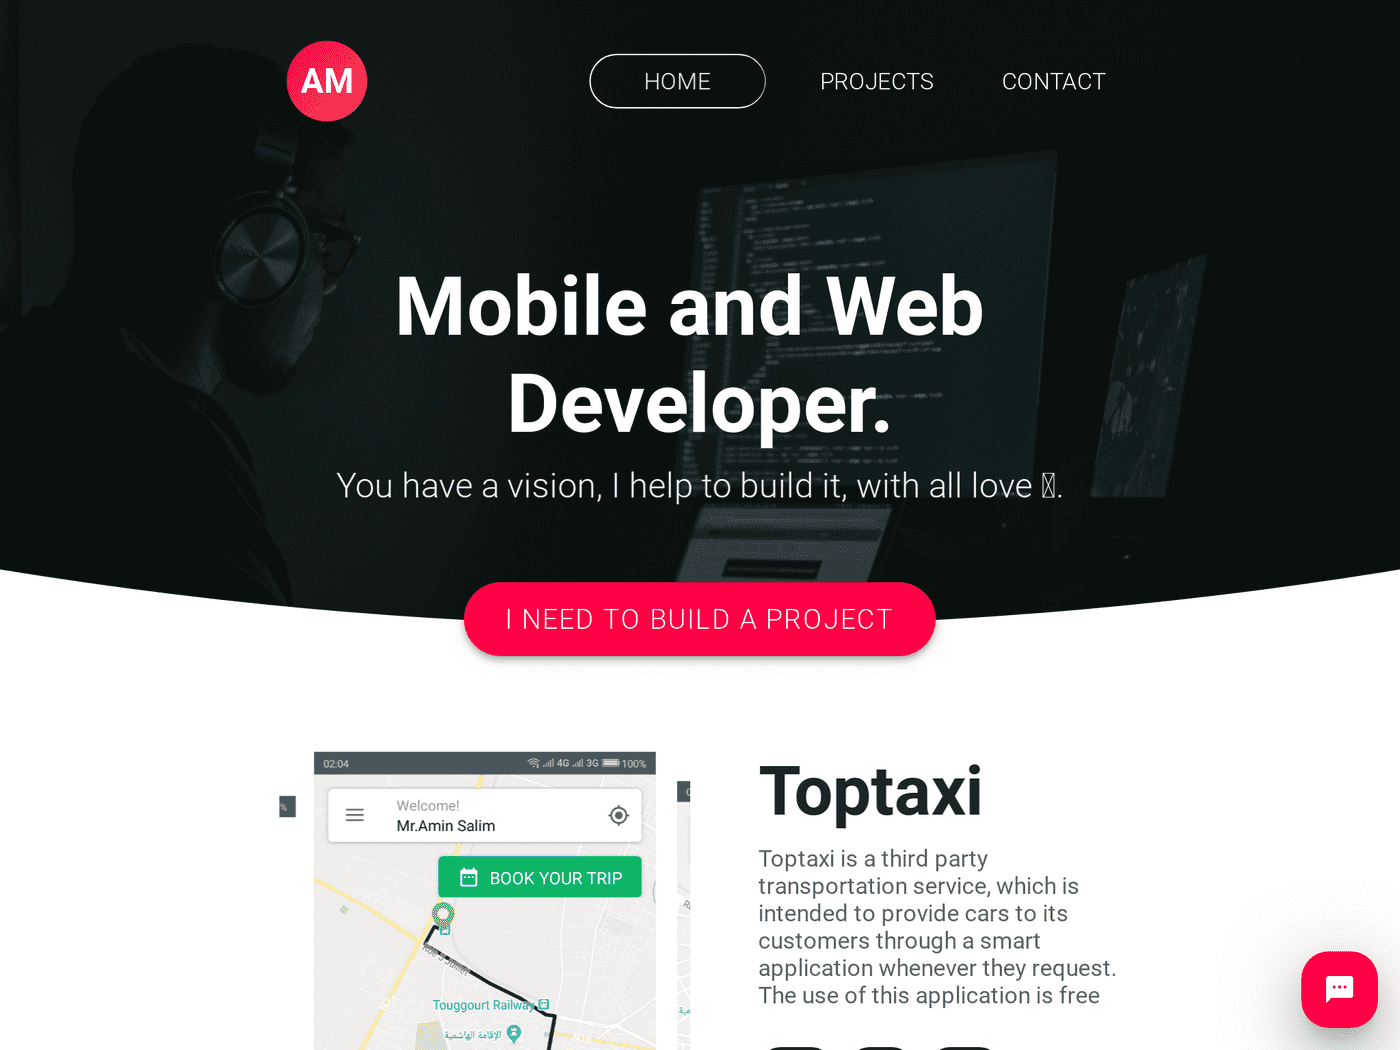 AM
HOME
PROJECTS
CONTACT
Mobile and Web
Developer.
You have a vision, I help to build it, with all love .
I NEED TO BUILD A PROJECT
02:04
4G
3G
100%
%
Welcome!
Mr.Amin Salim
BOOK YOUR TRIP
Rue 5 Juillet
Touggourt Railway
الإقامة الهاشمية
Toptaxi
Toptaxi is a third party
transportation service, which is
intended to provide cars to its
customers through a smart
application whenever they request.
The use of this application is free